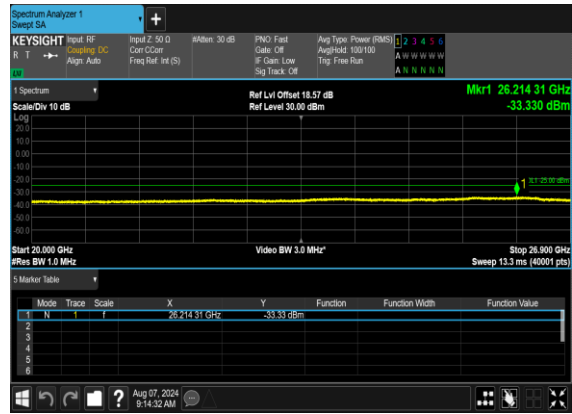 Spectrum Analyzer 1
Swept SA
KEYSIGHT
R T
Input: RF
Coupling: DC
Align: Auto
Input Z: 50 Ω
Corr CCorr
Freq Ref: Int (S)
#Atten: 30 dB
PNO: Fast
Gate: Off
IF Gain: Low
Sig Track: Off
Avg Type: Power (RMS)
Avg|Hold: 100/100
Trig: Free Run
1 2 3 4 5 6
A W W W W W
A N N N N N
1 Spectrum
Scale/Div 10 dB
Ref Lvl Offset 18.57 dB
Ref Level 30.00 dBm
Mkr1 26.214 31 GHz
-33.330 dBm
Log
20.0
10.0
0.00
-10.0
-20.0
-30.0
-40.0
-50.0
-60.0
1
DL1 -25.00 dBm
Start 20.000 GHz
#Res BW 1.0 MHz
Video BW 3.0 MHz*
Stop 26.900 GHz
Sweep 13.3 ms (40001 pts)
5 Marker Table
Mode Trace Scale X Y Function Function Width Function Value
1 N 1 f 26.214 31 GHz -33.33 dBm
2
3
4
5
6
? Aug 07, 2024
9:14:32 AM